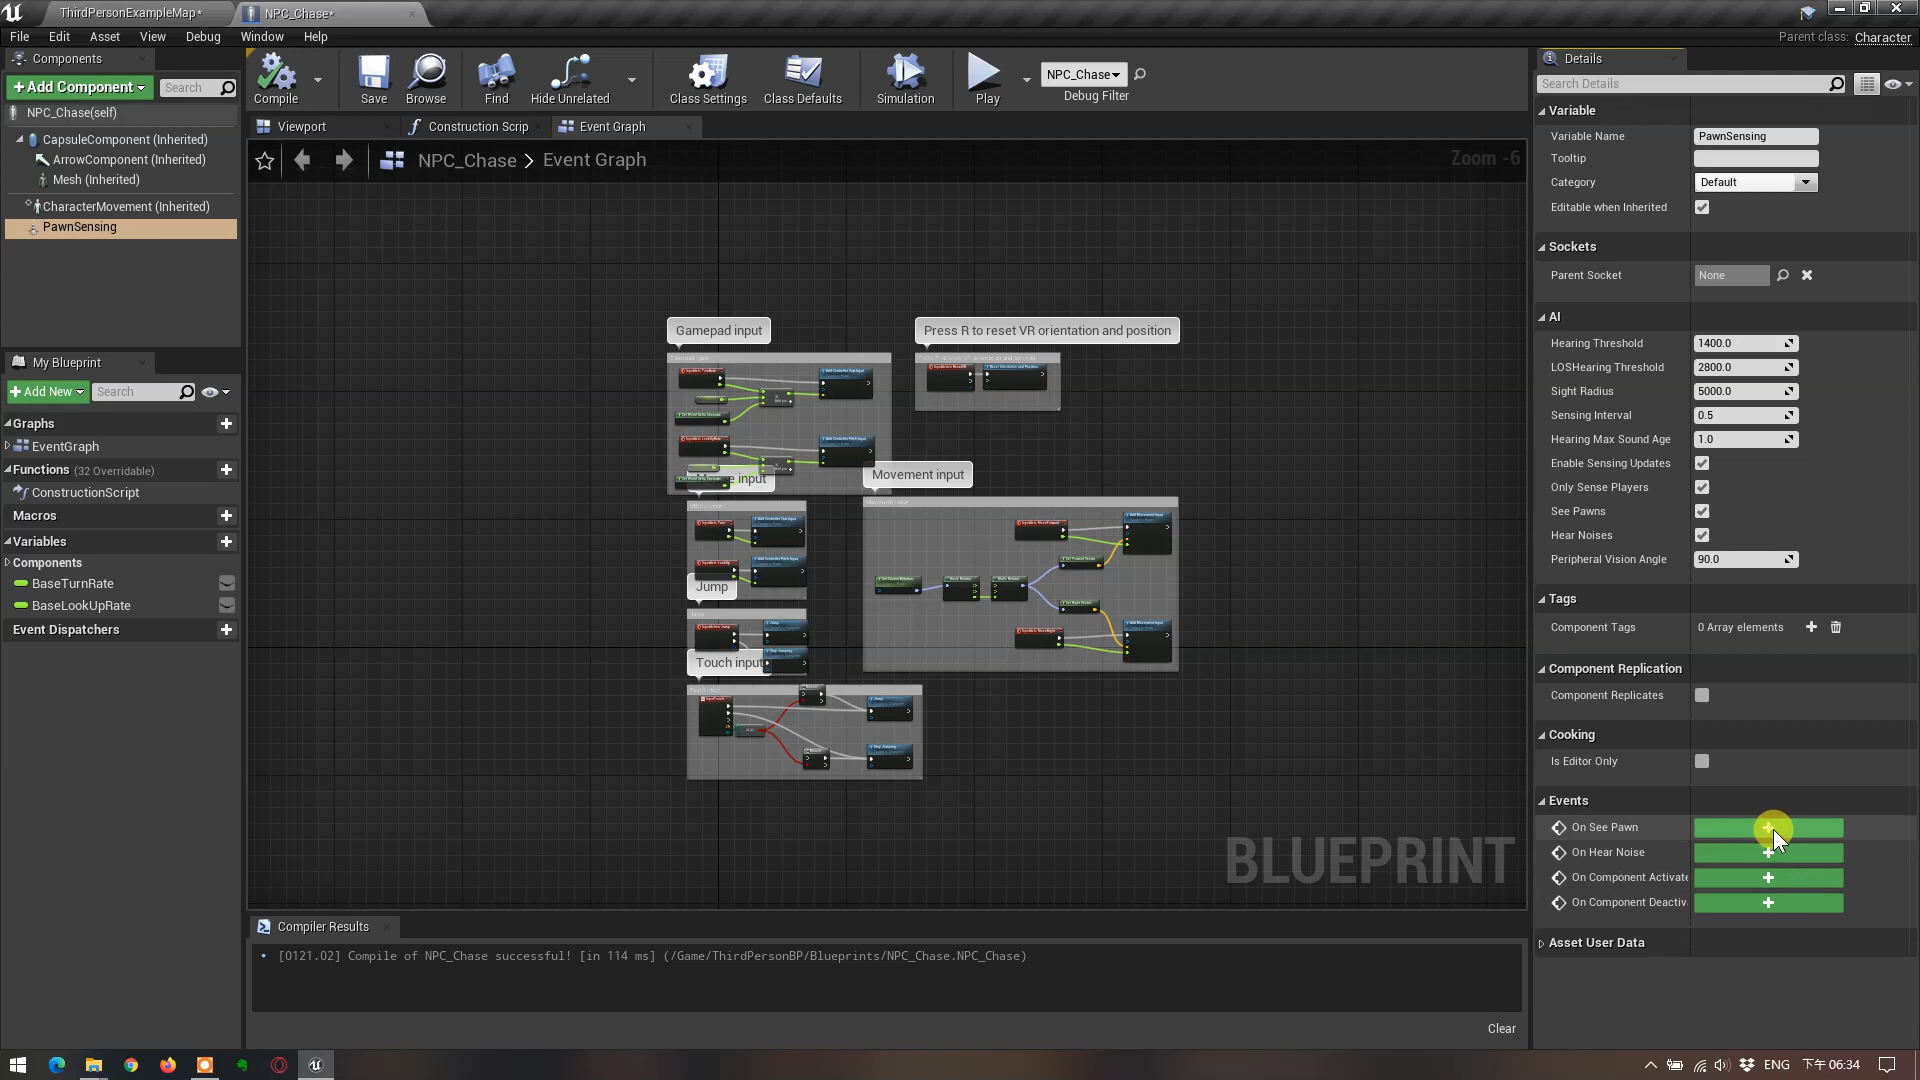 ThirdPersonExampleMap*
NPC_Chase*
File Edit Asset View Debug Window Help
Parent class: Character
Components
Add Component
Search
NPC_Chase(self)
CapsuleComponent (Inherited)
ArrowComponent (Inherited)
Mesh (Inherited)
CharacterMovement (Inherited)
PawnSensing
My Blueprint
Add New
Search
Graphs
EventGraph
Functions (32 Overridable)
ConstructionScript
Macros
Variables
Components
BaseTurnRate
BaseLookUpRate
Event Dispatchers
Compile
Save
Browse
Find
Hide Unrelated
Class Settings
Class Defaults
Simulation
Play
NPC_Chase
Debug Filter
Viewport
Construction Scrip
Event Graph
NPC_Chase > Event Graph
Zoom -6
Gamepad input
Press R to reset VR orientation and position
Movement input
e input
Jump
Touch input
BLUEPRINT
Compiler Results
[0121.02] Compile of NPC_Chase successful! [in 114 ms] (/Game/ThirdPersonBP/Blueprints/NPC_Chase.NPC_Chase)
Clear
Details
Search Details
Variable
Variable Name PawnSensing
Tooltip
Category Default
Editable when Inherited
Sockets
Parent Socket None
AI
Hearing Threshold 1400.0
LOSHearing Threshold 2800.0
Sight Radius 5000.0
Sensing Interval 0.5
Hearing Max Sound Age 1.0
Enable Sensing Updates
Only Sense Players
See Pawns
Hear Noises
Peripheral Vision Angle 90.0
Tags
Component Tags 0 Array elements
Component Replication
Component Replicates
Cooking
Is Editor Only
Events
On See Pawn
On Hear Noise
On Component Activate
On Component Deactiv
Asset User Data
ENG 下午 06:34